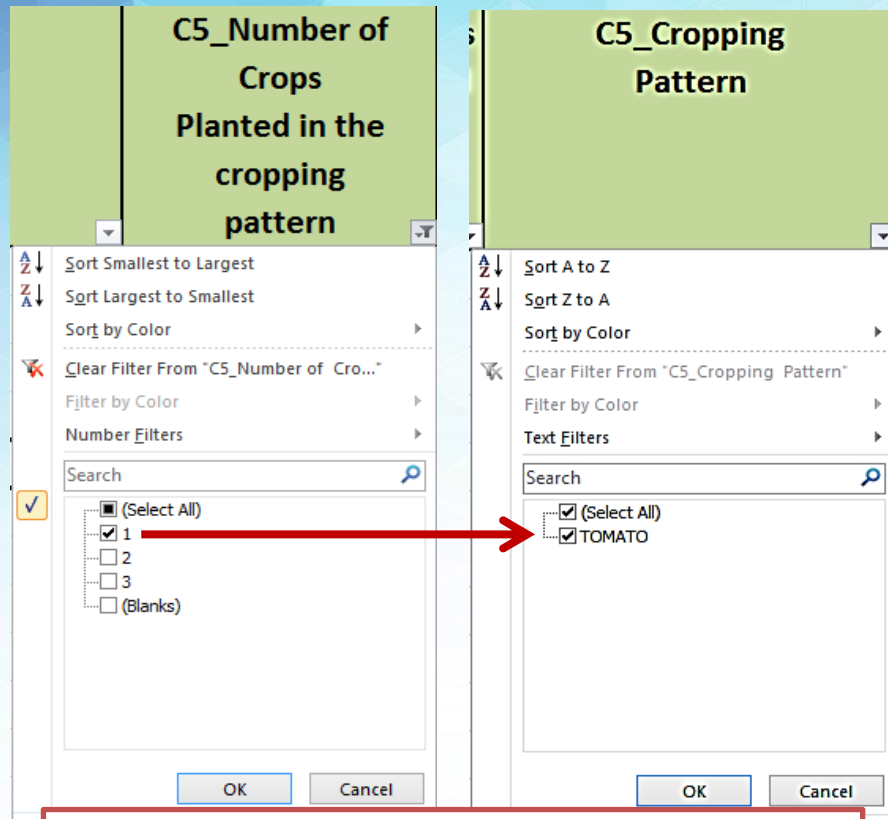 C5_Number of
Crops
Planted in the
cropping
pattern
Sort Smallest to Largest
Sort Largest to Smallest
Sort by Color
Clear Filter From "C5_Number of Cro..."
Filter by Color
Number Filters
Search
(Select All)
1
2
3
(Blanks)
OK
Cancel
s
C5_Cropping
Pattern
Sort A to Z
Sort Z to A
Sort by Color
Clear Filter From "C5_Cropping Pattern"
Filter by Color
Text Filters
Search
(Select All)
TOMATO
OK
Cancel